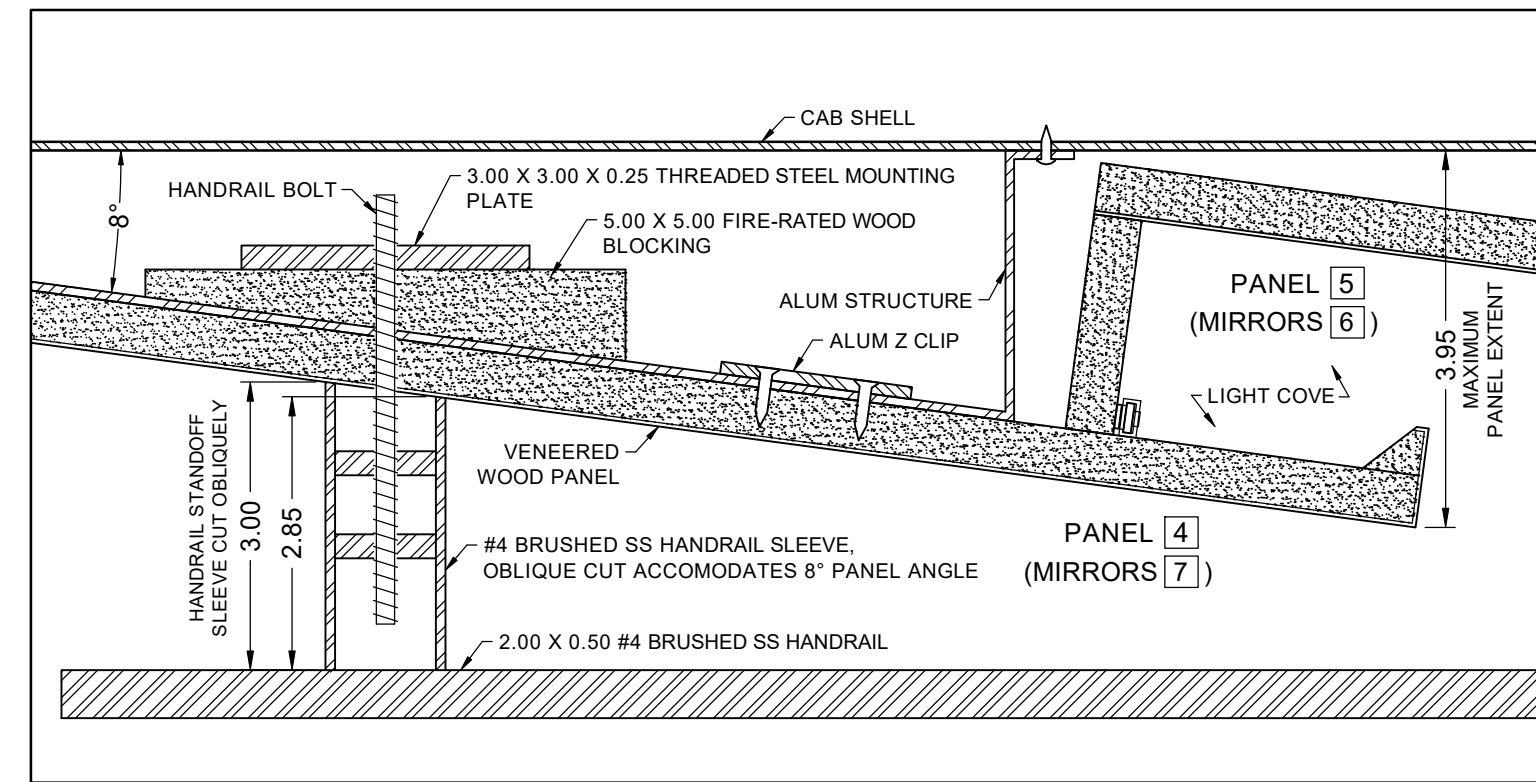 CAB SHELL
HANDRAIL BOLT
3.00 X 3.00 X 0.25 THREADED STEEL MOUNTING
PLATE
8°
5.00 X 5.00 FIRE-RATED WOOD
BLOCKING
ALUM STRUCTURE
PANEL 5
(MIRRORS 6)
ALUM Z CLIP
LIGHT COVE
3.95
MAXIMUM
PANEL EXTENT
HANDRAIL STANDOFF
SLEEVE CUT OBLIQUELY
3.00
2.85
VENEERED
WOOD PANEL
PANEL 4
(MIRRORS 7)
#4 BRUSHED SS HANDRAIL SLEEVE,
OBLIQUE CUT ACCOMODATES 8° PANEL ANGLE
2.00 X 0.50 #4 BRUSHED SS HANDRAIL